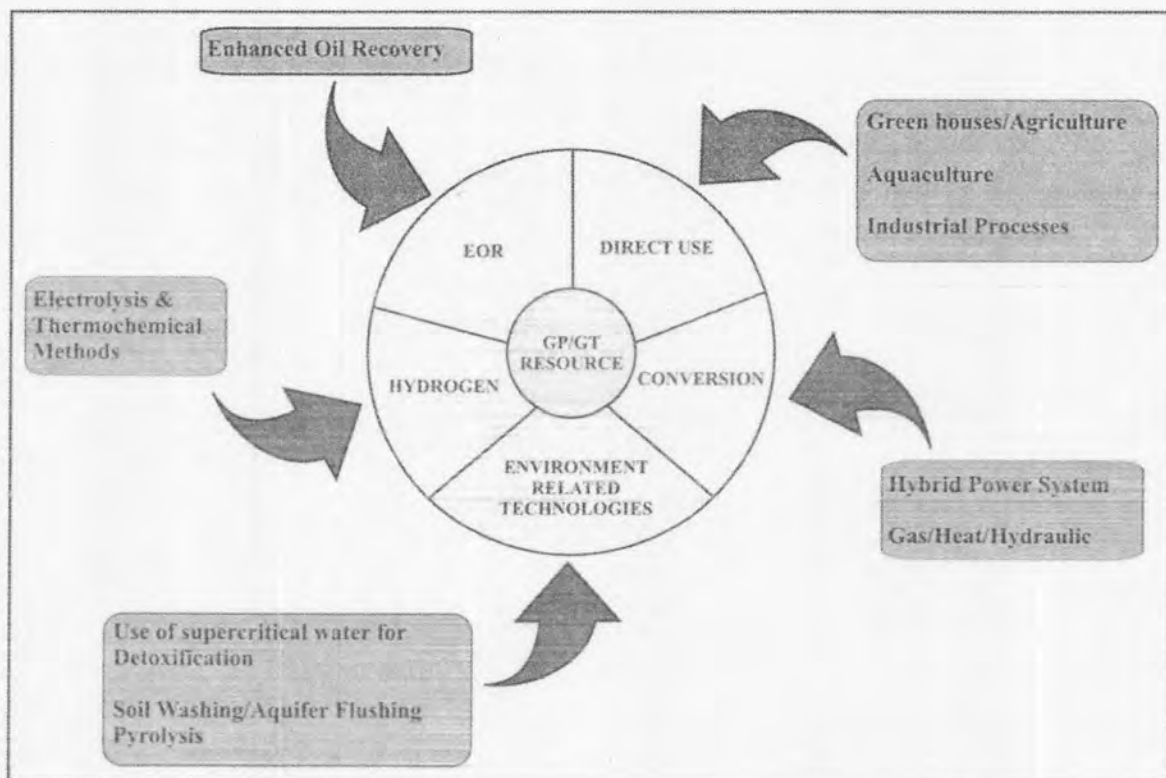 Enhanced Oil Recovery
Green houses/Agriculture
Aquaculture
Industrial Processes
EOR
DIRECT USE
Electrolysis &
Thermochemical
Methods
GP/GT
RESOURCE
HYDROGEN
CONVERSION
ENVIRONMENT
RELATED
TECHNOLOGIES
Hybrid Power System
Gas/Heat/Hydraulic
Use of supercritical water for
Detoxification
Soil Washing/Aquifer Flushing
Pyrolysis